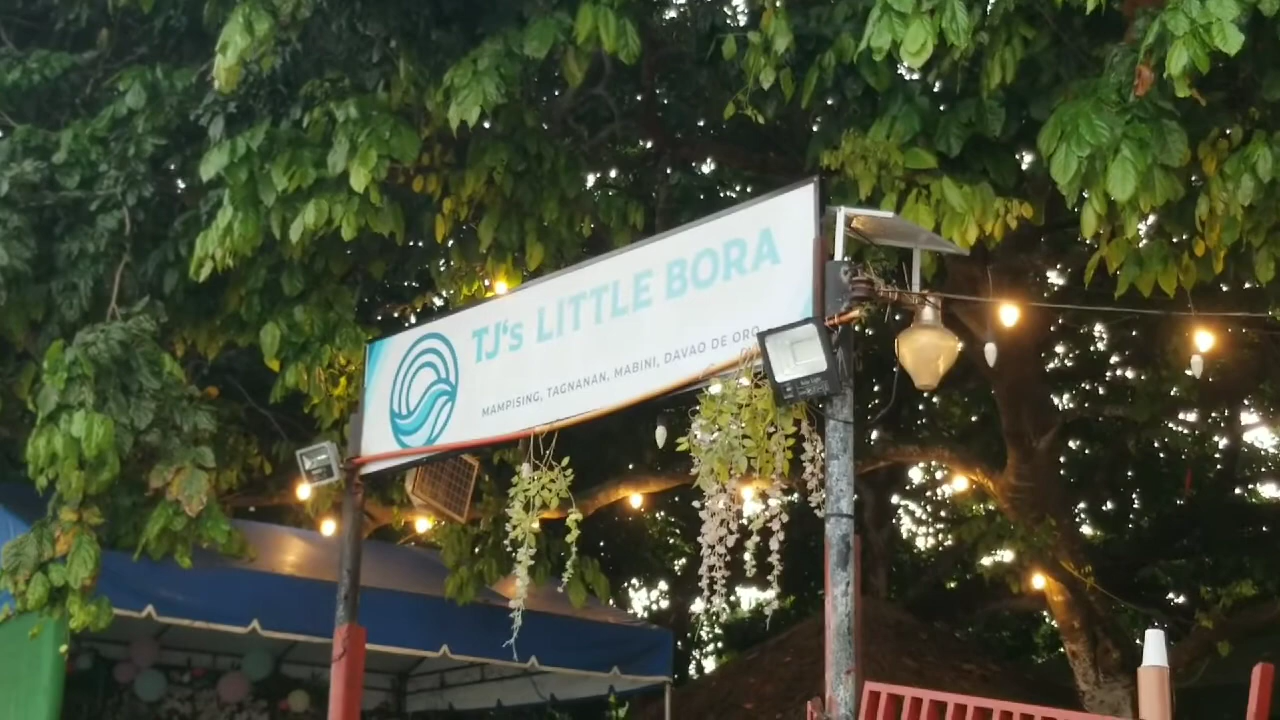 TJ's LITTLE BORA
MAMPISING, TAGNANAN, MABINI, DAVAO DE ORO